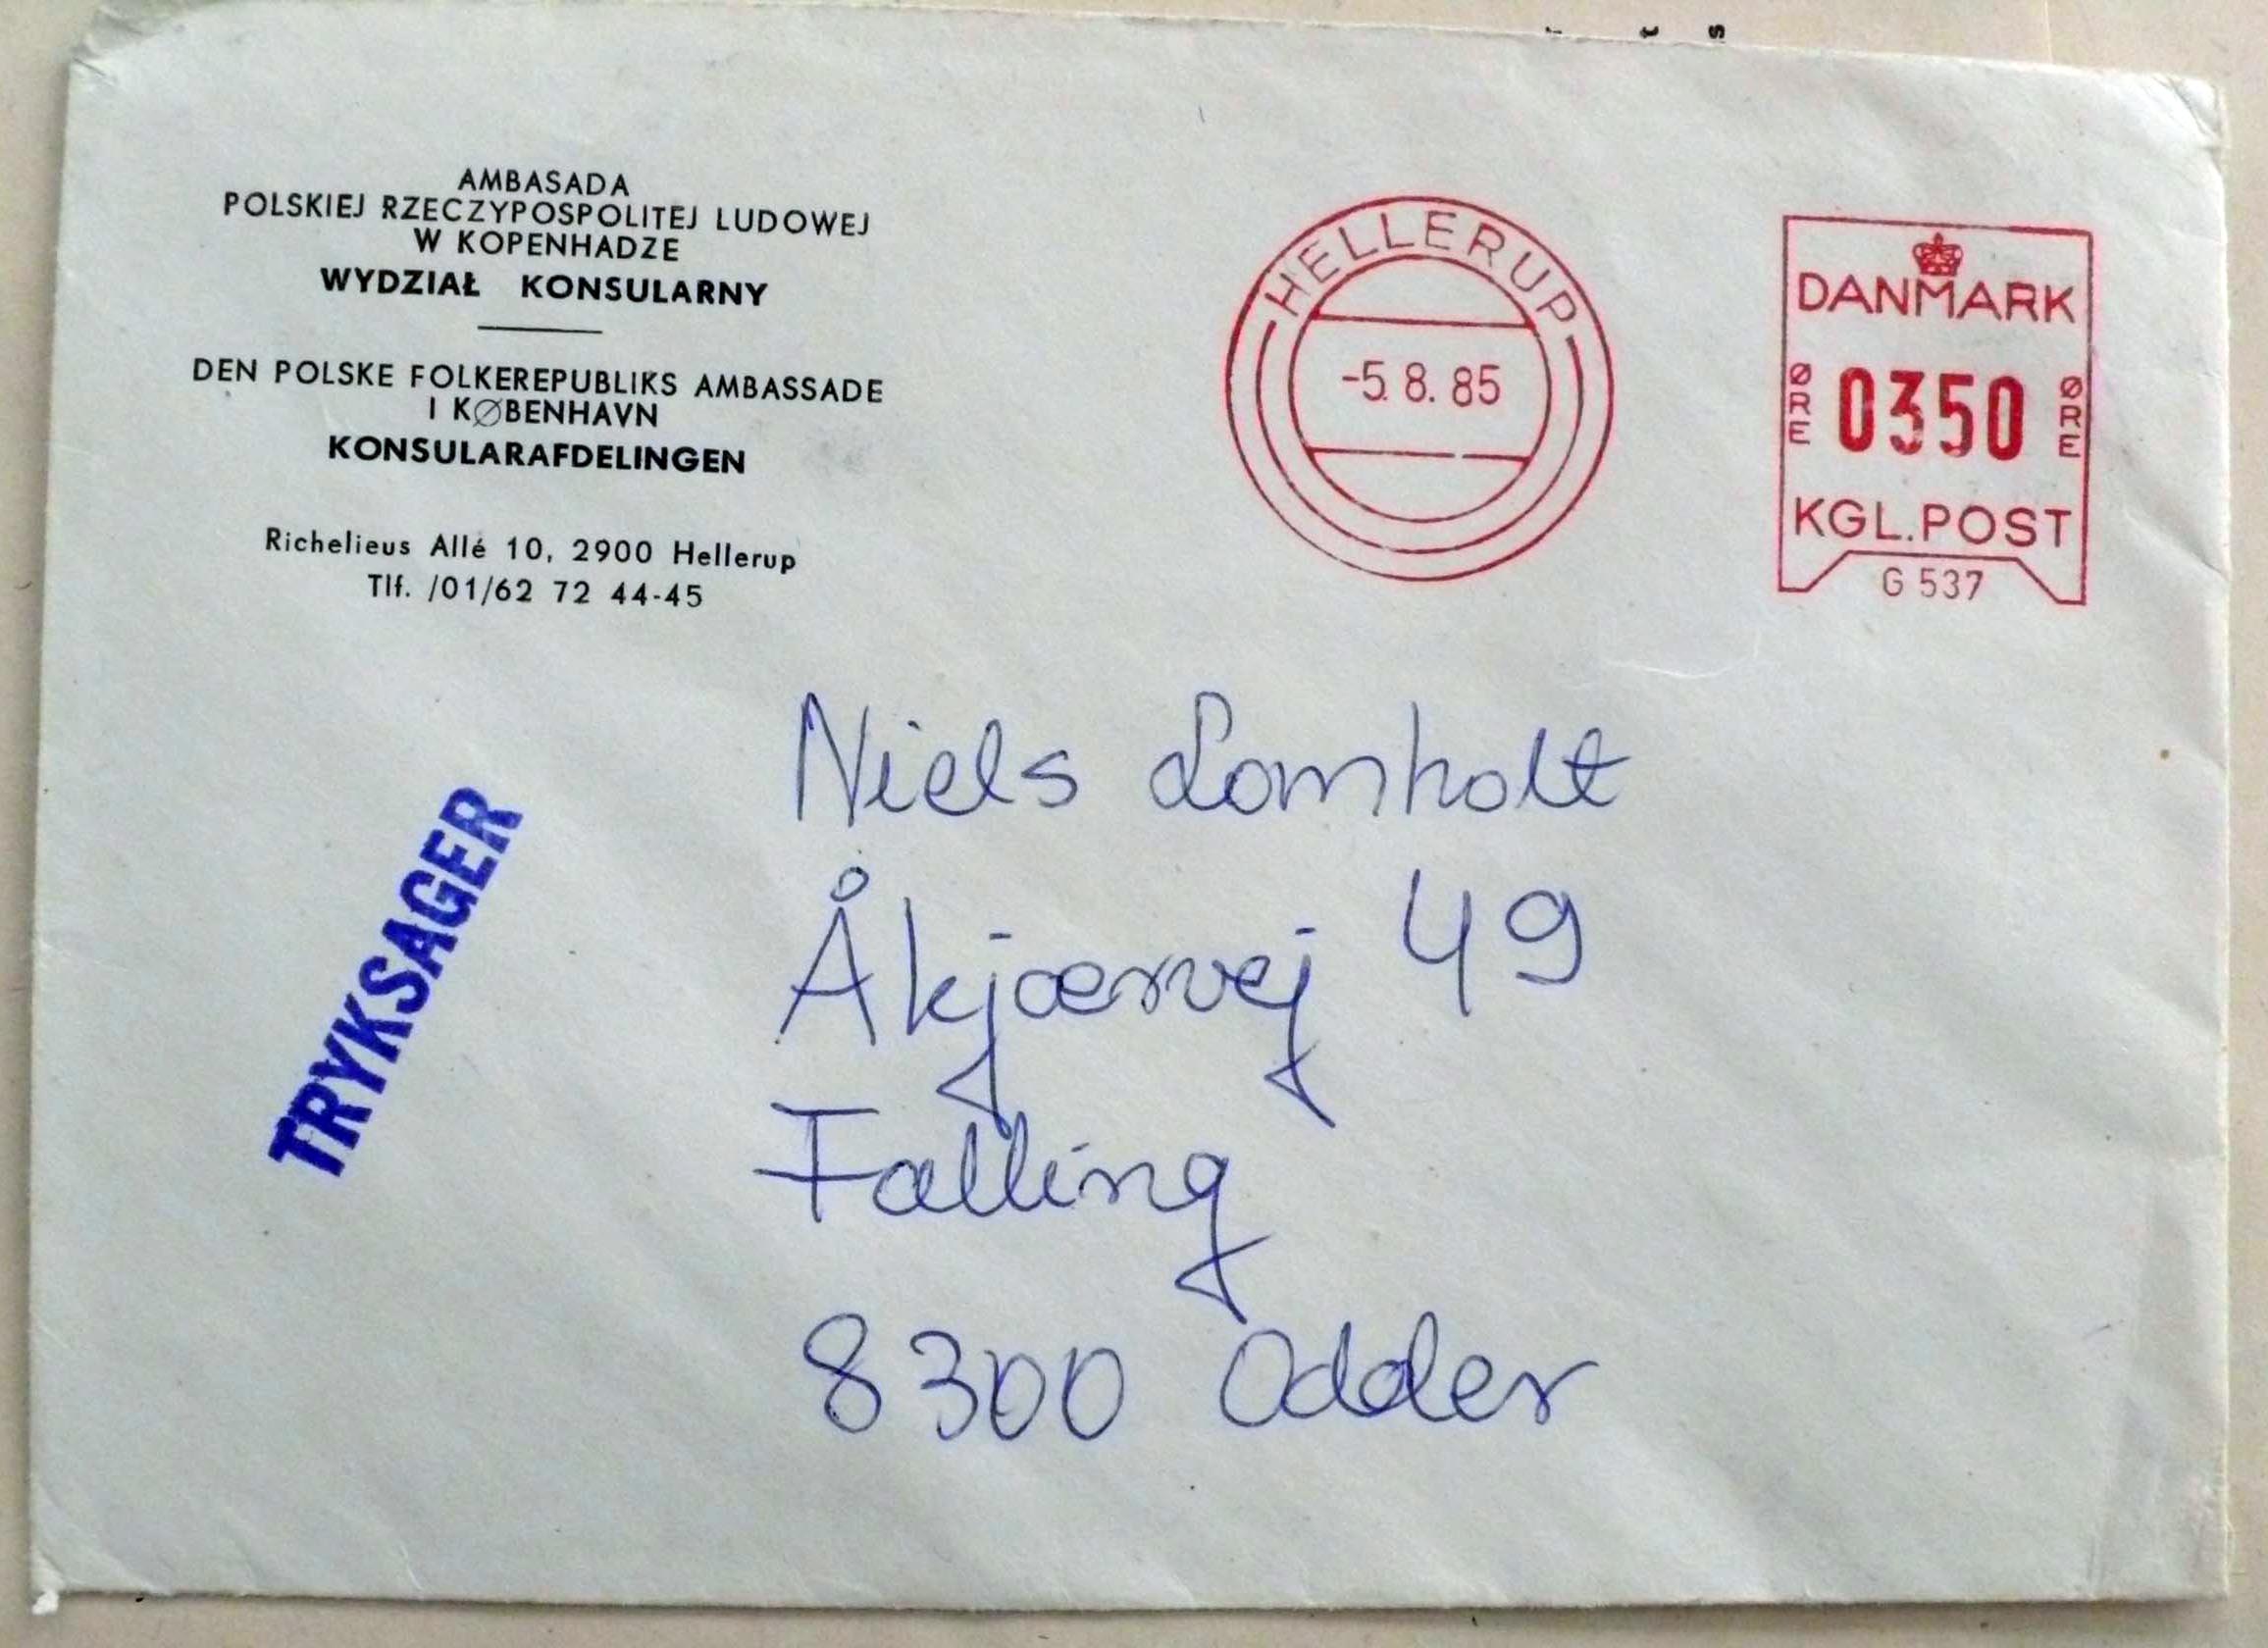 AMBASADA
POLSKIEJ RZECZYPOSPOLITEJ LUDOWEJ
W KOPENHADZE
WYDZIAŁ KONSULARNY
DEN POLSKE FOLKEREPUBLIKS AMBASSADE
I KØBENHAVN
KONSULARAFDELINGEN
Richelieus Allé 10, 2900 Hellerup
Tlf. /01/62 72 44-45
HELLERUP
-5.8.85
DANMARK
ØRE 0350 ØRE
KGL.POST
G 537
TRYKSAGER
Niels Lomholt
Åkjærvej 49
Falling
8300 Odder